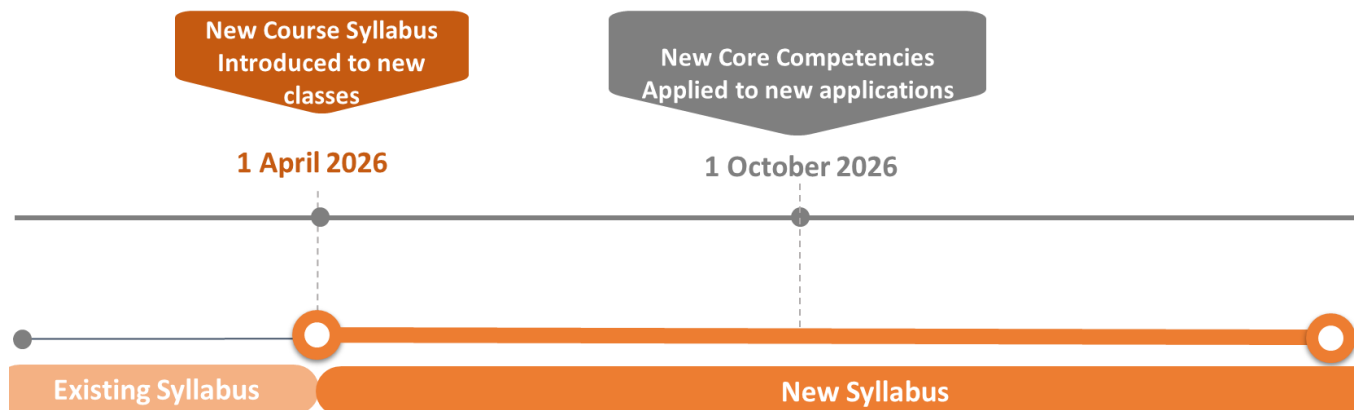 New Course Syllabus
Introduced to new
classes
New Core Competencies
Applied to new applications
1 April 2026
1 October 2026
Existing Syllabus
New Syllabus